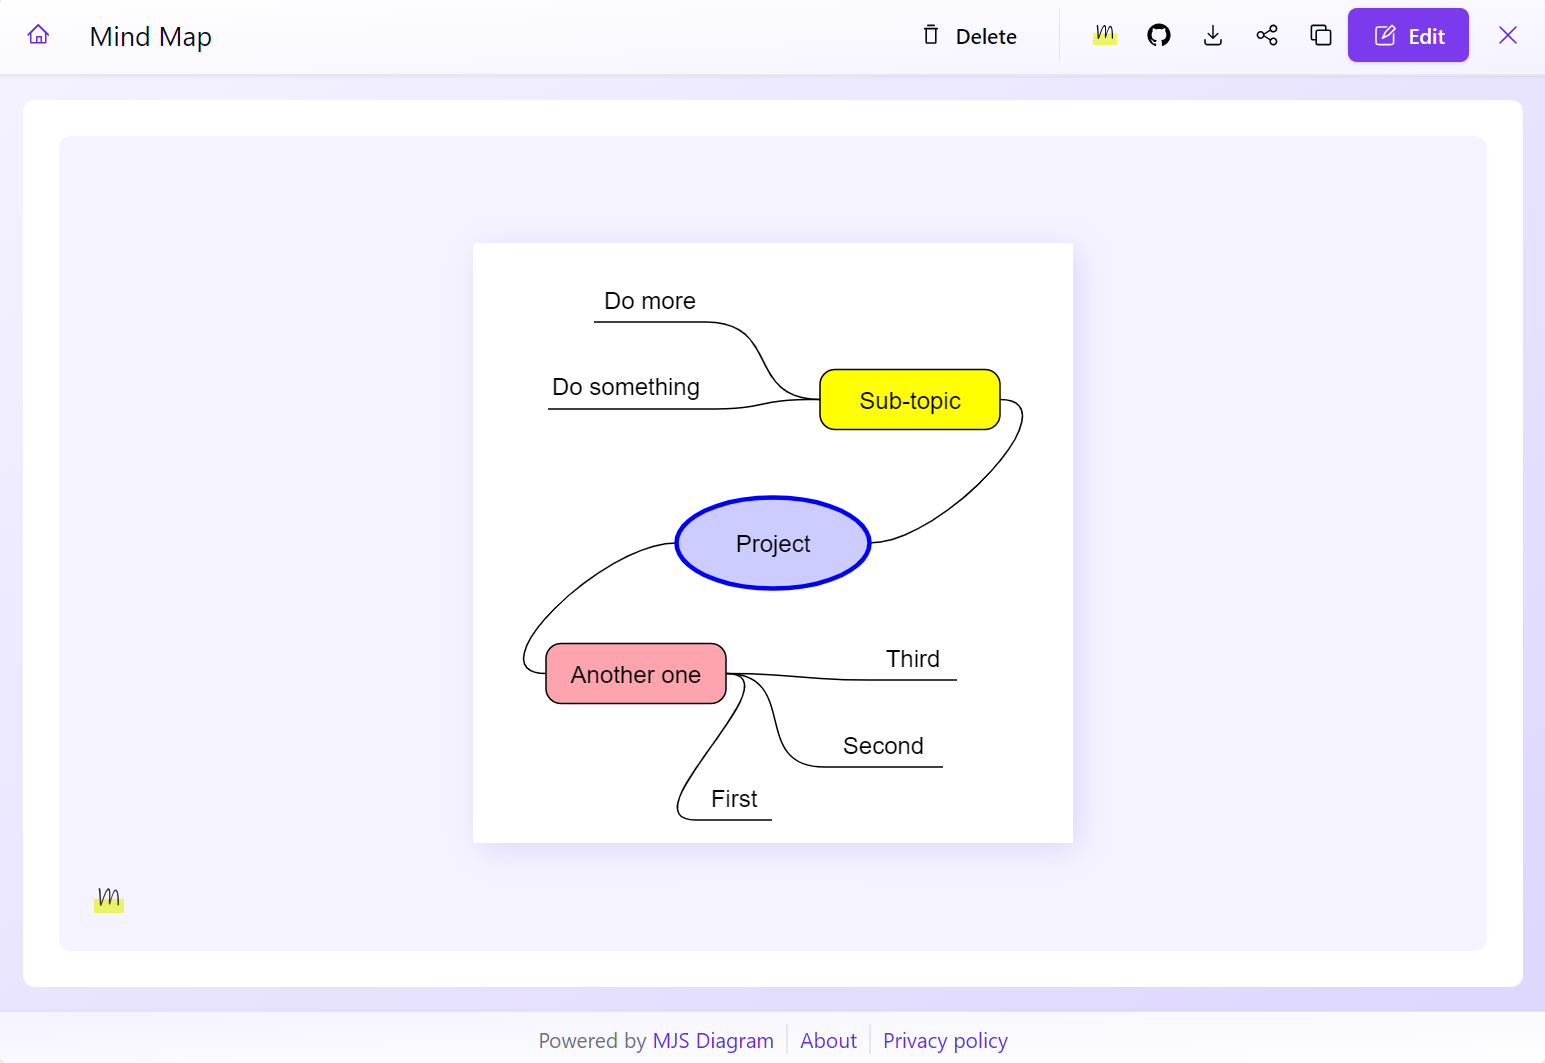 Mind Map
Delete
Edit
Do more
Do something
Sub-topic
Project
Another one
Third
Second
First
Powered by MJS Diagram
About
Privacy policy